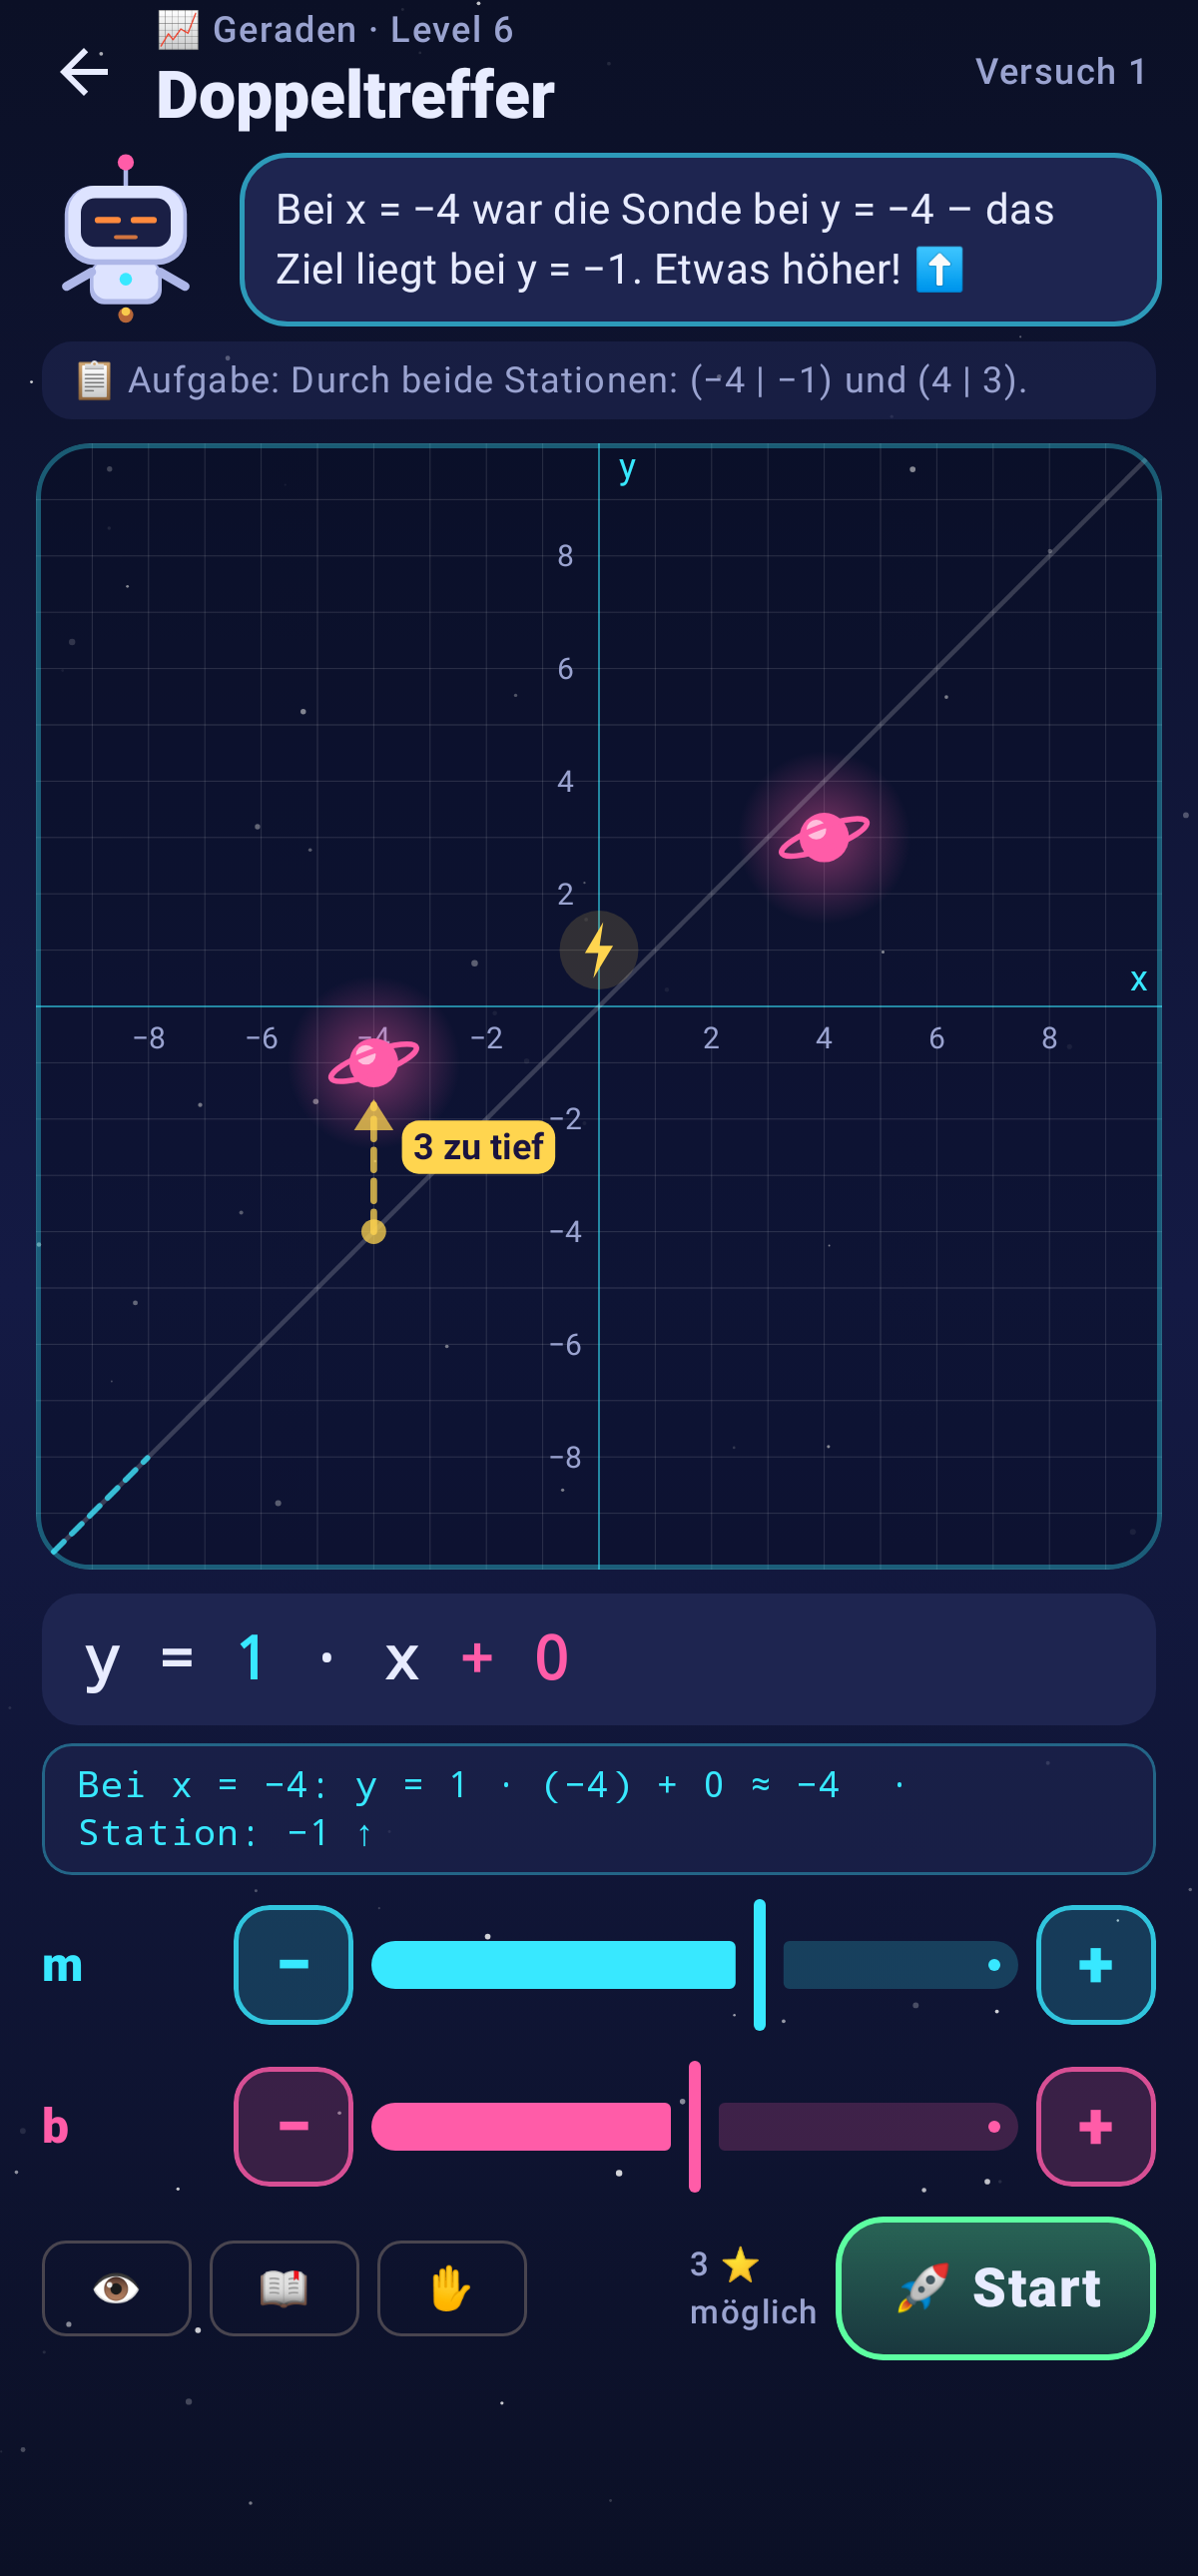 📈 Geraden · Level 6
Doppeltreffer
Versuch 1
Bei x = −4 war die Sonde bei y = −4 – das
Ziel liegt bei y = −1. Etwas höher! ⬆️
📋 Aufgabe: Durch beide Stationen: (−4 | −1) und (4 | 3).
y
8
6
4
2
x
−8 −6 −4 −2 2 4 6 8
−2
3 zu tief
−4
−6
−8
y = 1 · x + 0
Bei x = −4: y = 1 · (−4) + 0 ≈ −4 ·
Station: −1 ↑
m − +
b − +
3 ⭐
möglich
🚀 Start